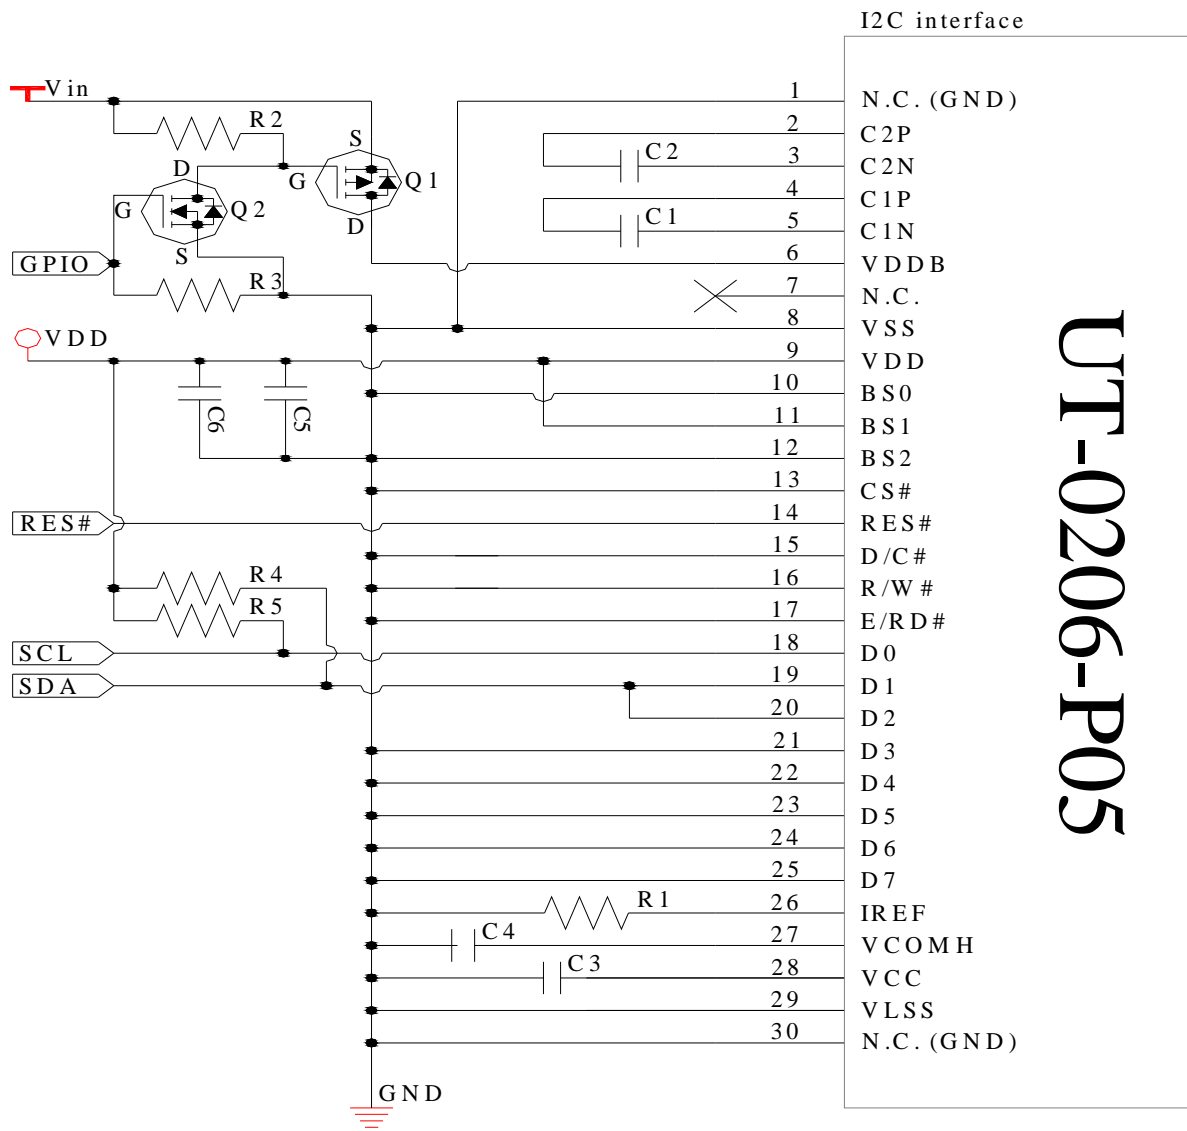 I2C interface
Vin
R2
S
D
G
Q1
G
Q2
D
S
GPIO
R3
VDD
C6
C5
RES#
R4
R5
SCL
SDA
C2
C1
R1
C4
C3
GND
1 N.C.(GND)
2 C2P
3 C2N
4 C1P
5 C1N
6 VDDB
7 N.C.
8 VSS
9 VDD
10 BS0
11 BS1
12 BS2
13 CS#
14 RES#
15 D/C#
16 R/W#
17 E/RD#
18 D0
19 D1
20 D2
21 D3
22 D4
23 D5
24 D6
25 D7
26 IREF
27 VCOMH
28 VCC
29 VLSS
30 N.C.(GND)
UT-0206-P05